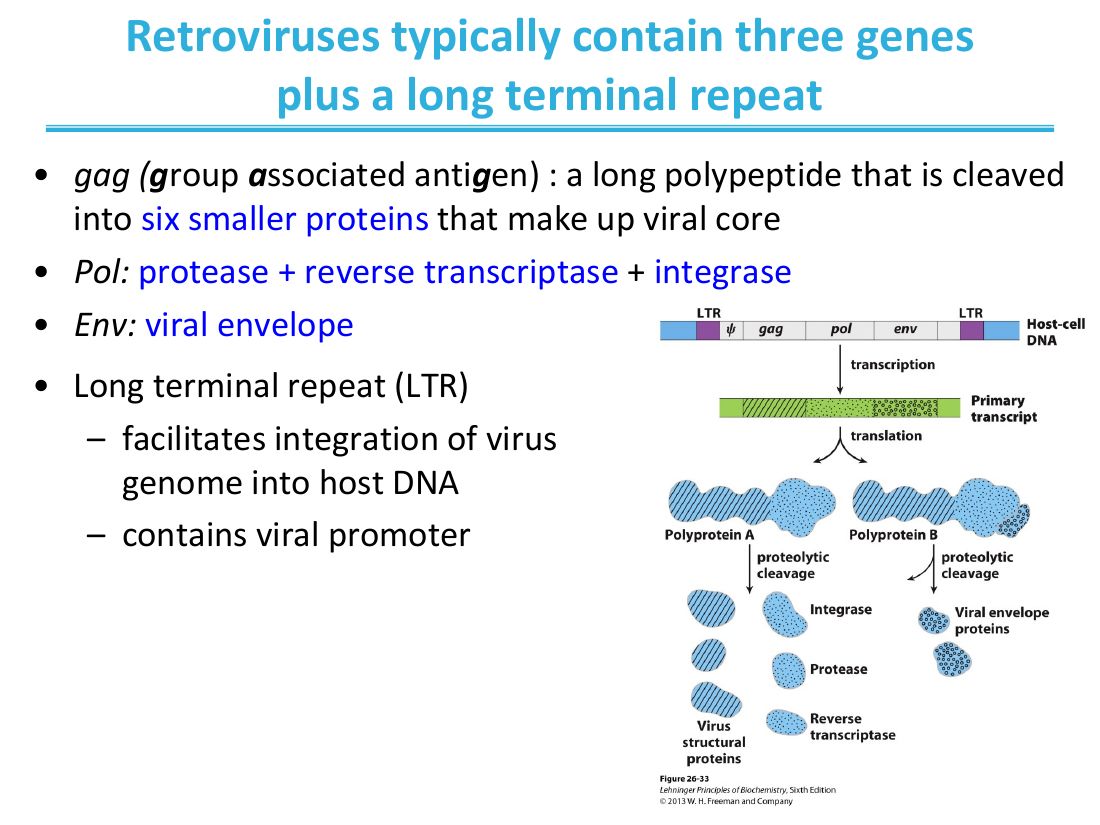 Retroviruses typically contain three genes
plus a long terminal repeat
• gag (group associated antigen) : a long polypeptide that is cleaved
into six smaller proteins that make up viral core
• Pol: protease + reverse transcriptase + integrase
• Env: viral envelope
• Long terminal repeat (LTR)
– facilitates integration of virus
genome into host DNA
– contains viral promoter
LTR LTR
ψ gag pol env
Host-cell
DNA
transcription
Primary
transcript
translation
Polyprotein A
Polyprotein B
proteolytic
cleavage
proteolytic
cleavage
Integrase
Viral envelope
proteins
Protease
Reverse
transcriptase
Virus
structural
proteins
Figure 26-33
Lehninger Principles of Biochemistry, Sixth Edition
© 2013 W. H. Freeman and Company